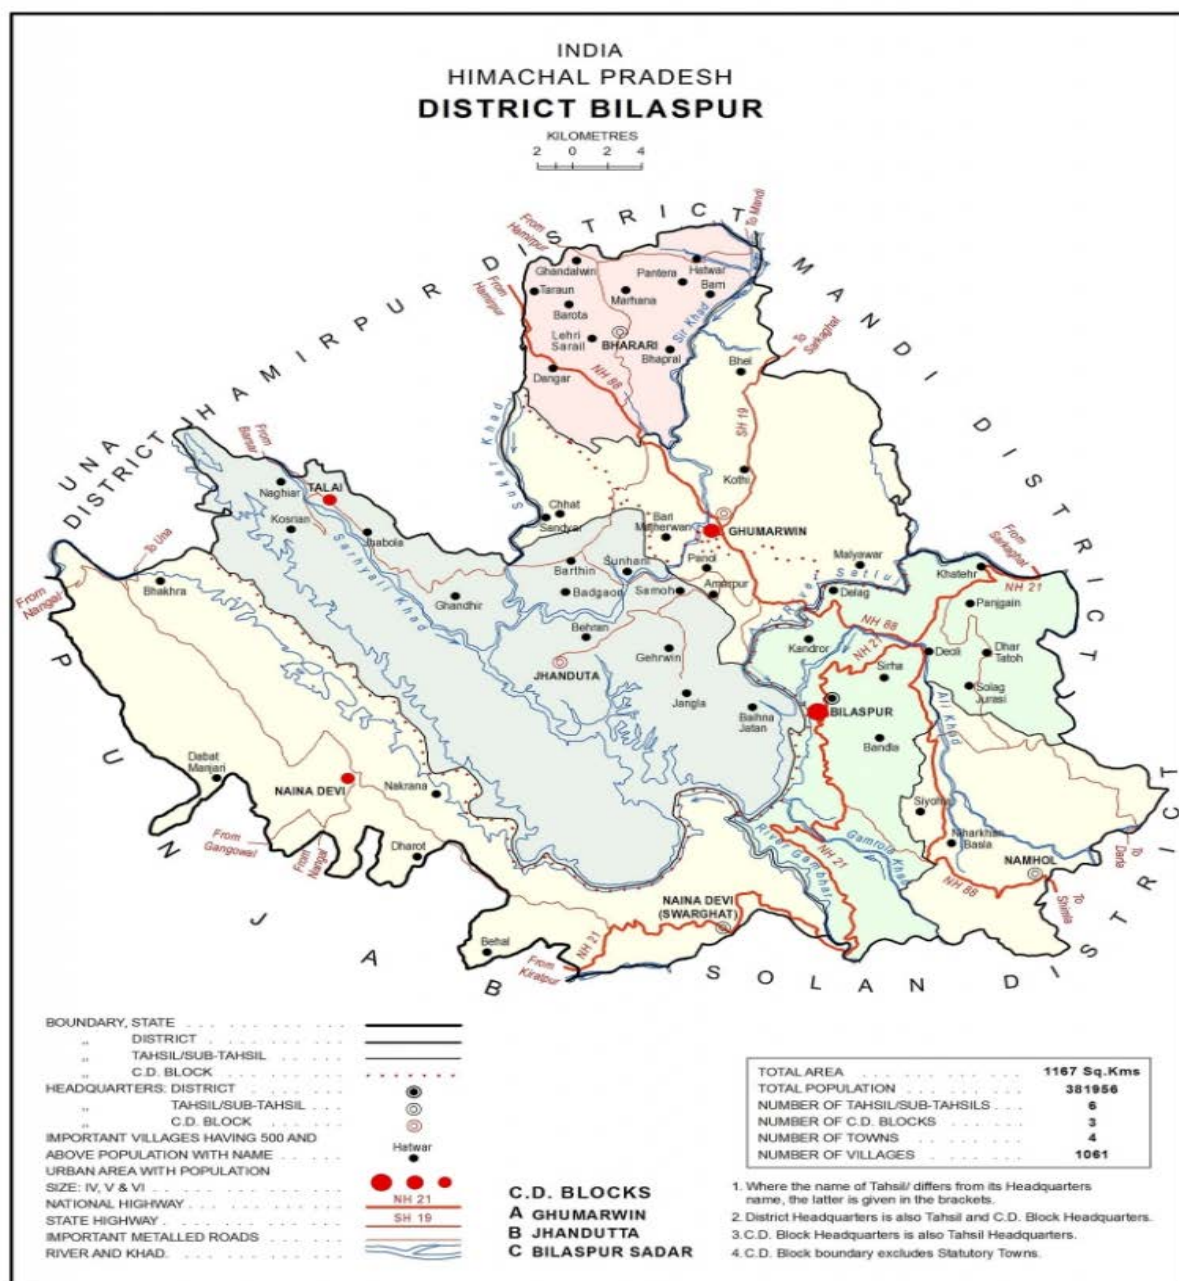 INDIA
HIMACHAL PRADESH
DISTRICT BILASPUR
KILOMETRES
2 0 2 4
HAMIRPUR DISTRICT
MANDI DISTRICT
UNA
DISTRICT
PUNJAB
SOLAN DISTRICT
From
Hamirpur
To Mandi
From
Hamirpur
Ghandalwin
Pantera
Hatwar
Taraun
Marhana
Bam
Barota
Sir Khad
Lehri
Sarail
BHARARI
Bhapral
Dangar
NH 88
Bhel
To
Sarkaghat
SH 19
Kothi
Sukar Khad
From
Barsar
Naghiar
TALAI
Kosrian
Jhabola
Sarhiali Khad
Chhat
Sandyar
Bari
GHUMARWIN
Panol
Malyawar
River Satluj
From
Sarkaghat
NH 21
Khatehr
To Una
From
Nangal
Bhakhra
Barthin
Sunhani
Badgaon
Samoh
Amarpur
Delag
Panjgain
Ghandhir
Behran
NH 88
Kandror
NH 21
Deoli
Dhar
Tatoh
Gehrwin
JHANDUTA
Sirha
Solag
Jurasi
Jangla
Baihna
Jatan
BILASPUR
Ali Khad
Bandla
Dabat
Manjari
NAINA DEVI
Nakrana
From
Gangowal
From
Nangal
Dharot
River Gambhar
NH 21
Gamrola Khad
Niharkhan
Basla
NAMHOL
To
Darla
NH 88
To
Shimla
NAINA DEVI
(SWARGHAT)
Behal
From
Kiratpur
NH 21
BOUNDARY, STATE
,, DISTRICT
,, TAHSIL/SUB-TAHSIL
,, C.D. BLOCK
HEADQUARTERS: DISTRICT
,, TAHSIL/SUB-TAHSIL
,, C.D. BLOCK
IMPORTANT VILLAGES HAVING 500 AND
ABOVE POPULATION WITH NAME
Hatwar
URBAN AREA WITH POPULATION
SIZE: IV, V & VI
NATIONAL HIGHWAY
NH 21
STATE HIGHWAY
SH 19
IMPORTANT METALLED ROADS
RIVER AND KHAD
C.D. BLOCKS
A GHUMARWIN
B JHANDUTTA
C BILASPUR SADAR
TOTAL AREA 1167 Sq.Kms
TOTAL POPULATION 381956
NUMBER OF TAHSIL/SUB-TAHSILS 6
NUMBER OF C.D. BLOCKS 3
NUMBER OF TOWNS 4
NUMBER OF VILLAGES 1061
1. Where the name of Tahsil/ differs from its Headquarters
name, the latter is given in the brackets.
2. District Headquarters is also Tahsil and C.D. Block Headquarters.
3. C.D. Block Headquarters is also Tahsil Headquarters.
4. C.D. Block boundary excludes Statutory Towns.